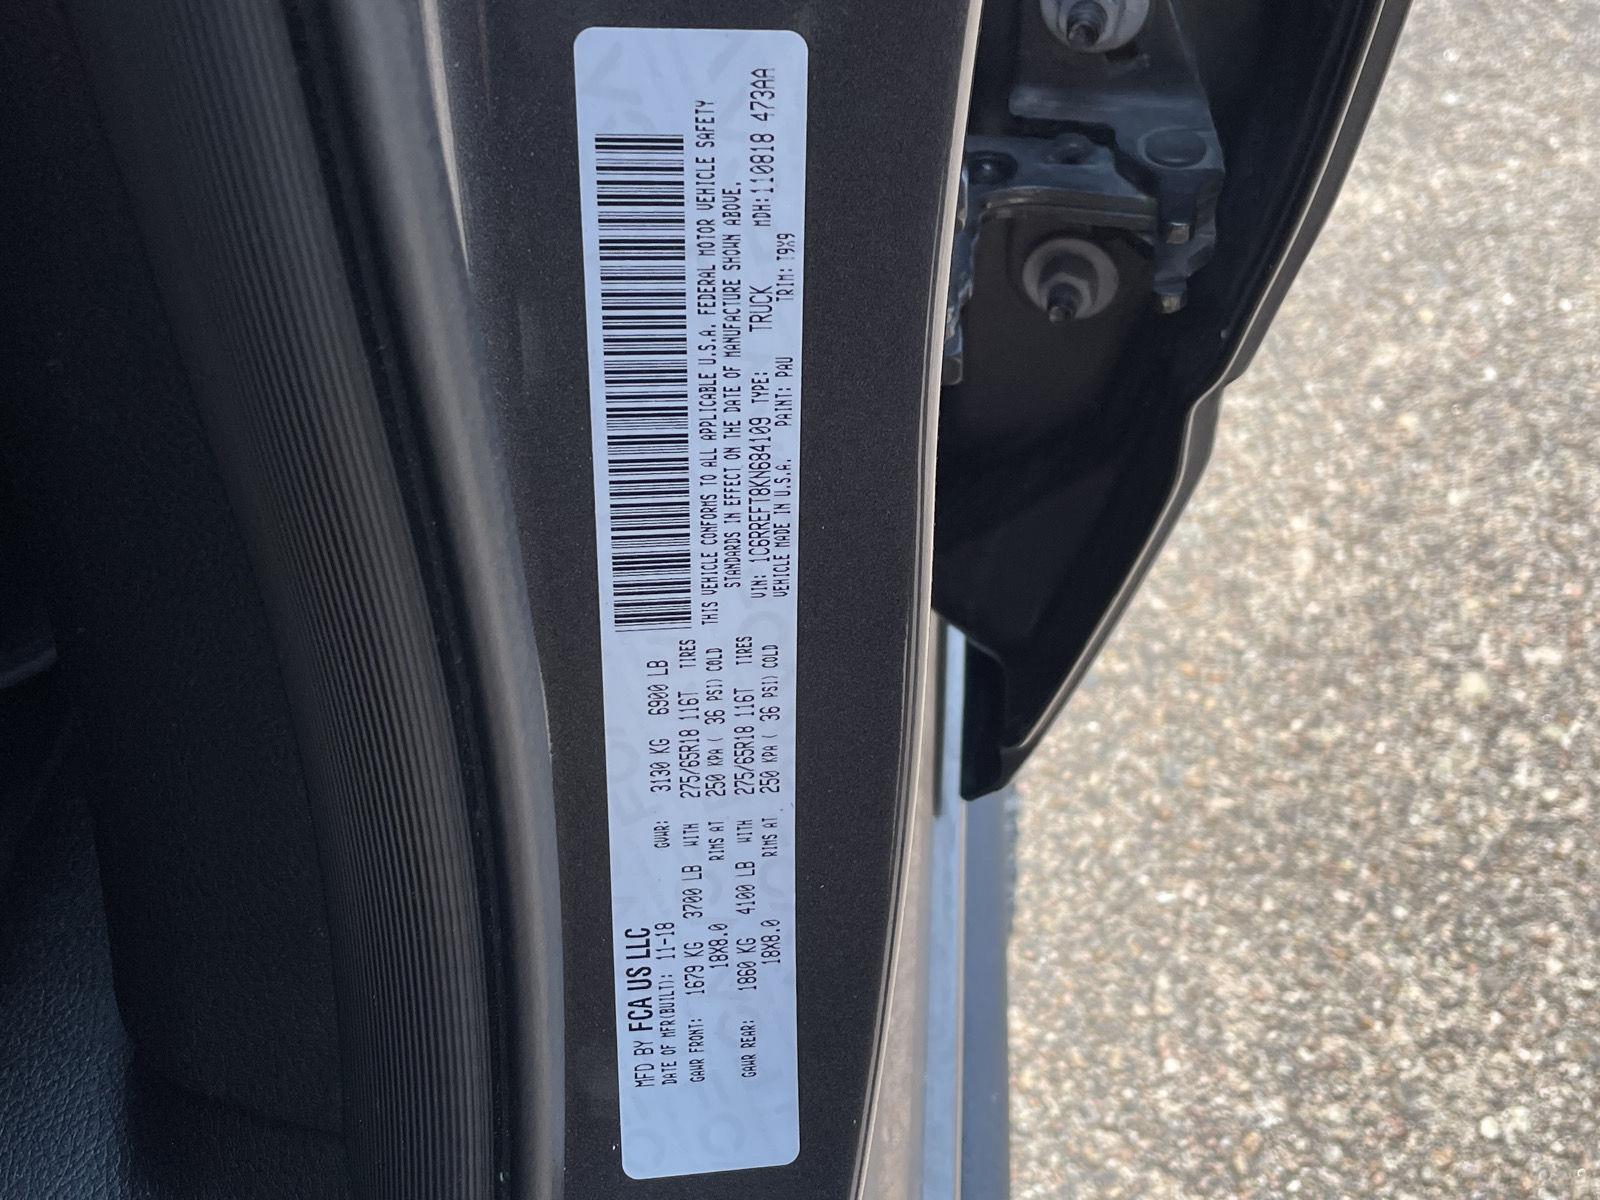 MFD BY FCA US LLC
DATE OF MFR(BUILT): 11-18 GVWR: 3130 KG 6900 LB
GAWR FRONT: 1679 KG 3700 LB WITH 275/65R18 116T TIRES
18X8.0 RIMS AT 250 KPA ( 36 PSI) COLD
GAWR REAR: 1860 KG 4100 LB WITH 275/65R18 116T TIRES
18X8.0 RIMS AT 250 KPA ( 36 PSI) COLD
THIS VEHICLE CONFORMS TO ALL APPLICABLE U.S.A. FEDERAL MOTOR VEHICLE SAFETY
STANDARDS IN EFFECT ON THE DATE OF MANUFACTURE SHOWN ABOVE.
VIN: 1C6RREFT8KN684109 TYPE: TRUCK MDH:110818 473AA
VEHICLE MADE IN U.S.A. PAINT: PAU TRIM: T9X9